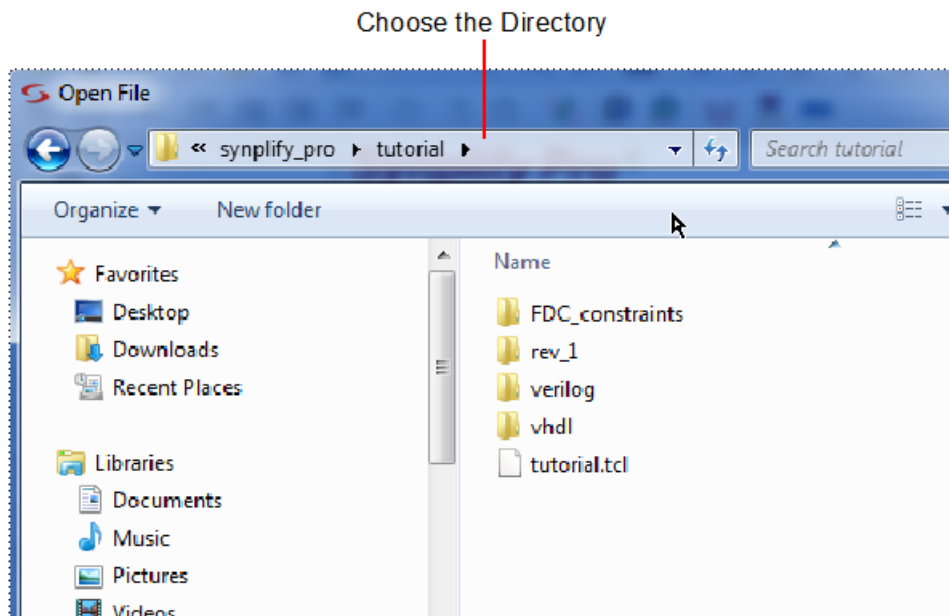 Choose the Directory
Open File
« synplify_pro ▸ tutorial ▸
Search tutorial
Organize ▾ New folder
Favorites
Desktop
Downloads
Recent Places
Libraries
Documents
Music
Pictures
Videos
Name
FDC_constraints
rev_1
verilog
vhdl
tutorial.tcl